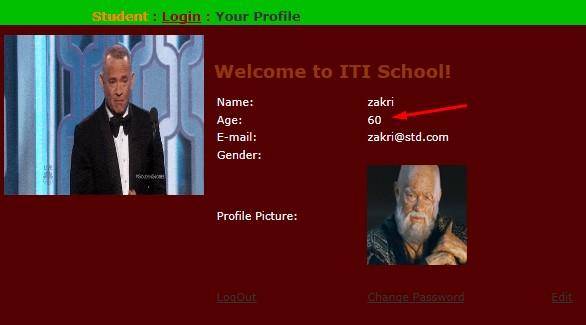 Student : Login : Your Profile
Welcome to ITI School!
Name: zakri
Age: 60
E-mail: zakri@std.com
Gender:
Profile Picture:
LogOut Change Password Edit